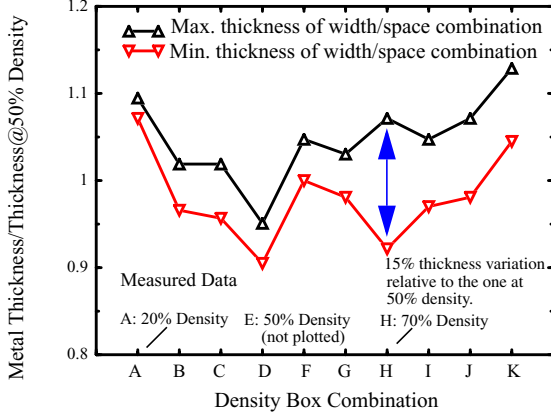 1.2
Max. thickness of width/space combination
Min. thickness of width/space combination
1.1
1
0.9
0.8
Metal Thickness/Thickness@50% Density
15% thickness variation
relative to the one at
50% density.
Measured Data
A: 20% Density
E: 50% Density
(not plotted)
H: 70% Density
A B C D F G H I J K
Density Box Combination